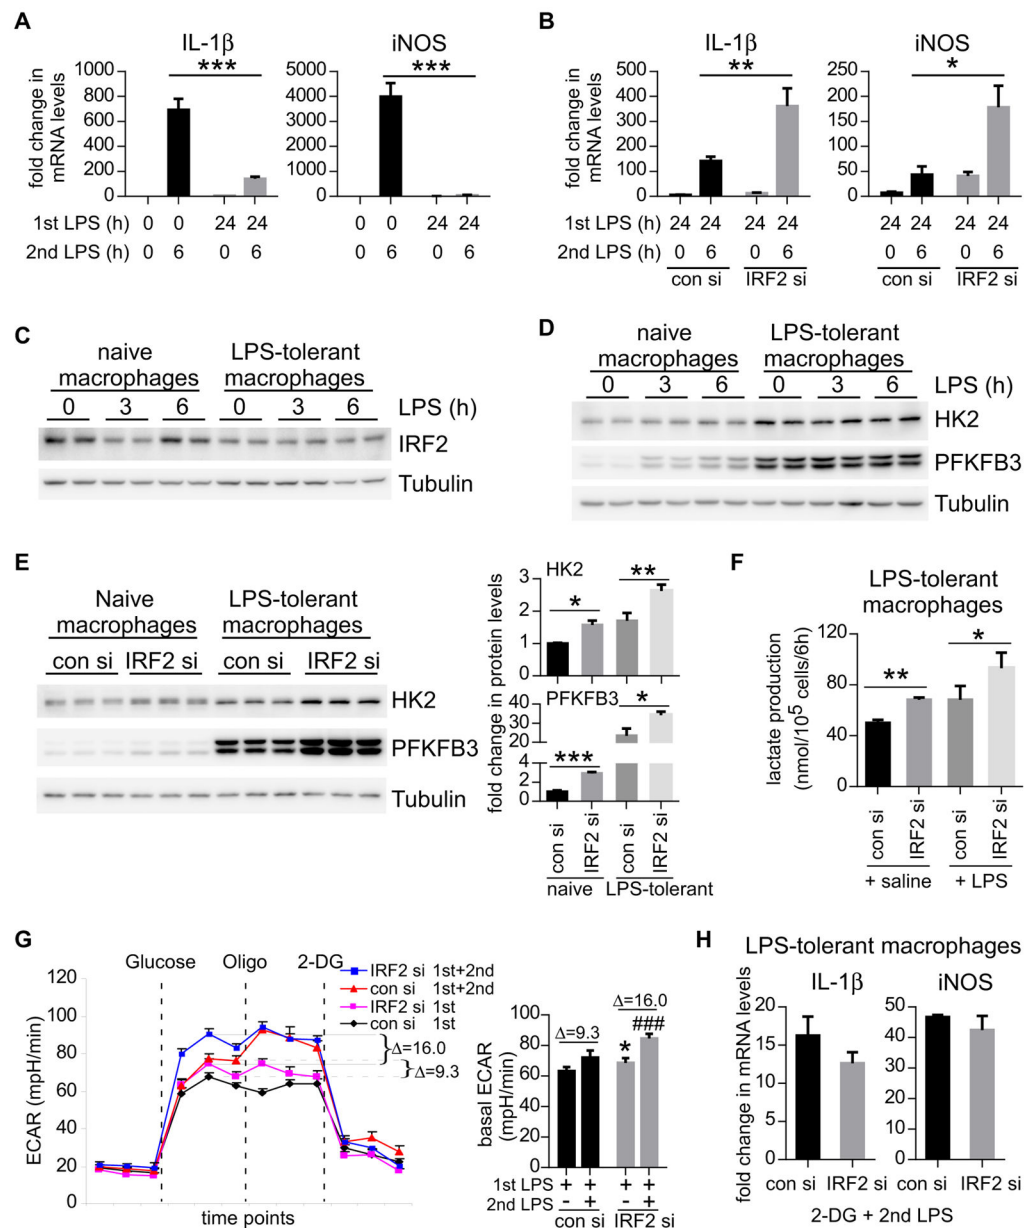 A
IL-1β
***
iNOS
***
fold change in
mRNA levels
1000
800
600
400
200
0
5000
4000
3000
2000
1000
0
1st LPS (h) 0 0 24 24 0 0 24 24
2nd LPS (h) 0 6 0 6 0 6 0 6
B
IL-1β
**
iNOS
*
fold change in
mRNA levels
500
400
300
200
100
0
250
200
150
100
50
0
1st LPS (h) 24 24 24 24 24 24 24 24
2nd LPS (h) 0 6 0 6 0 6 0 6
con si IRF2 si con si IRF2 si
C
naive macrophages
LPS-tolerant macrophages
0 3 6 0 3 6 LPS (h)
IRF2
Tubulin
D
naive macrophages
LPS-tolerant macrophages
0 3 6 0 3 6 LPS (h)
HK2
PFKFB3
Tubulin
E
Naive macrophages
LPS-tolerant macrophages
con si IRF2 si con si IRF2 si
HK2
PFKFB3
Tubulin
fold change in protein levels
HK2
3
2
1
0
*
**
PFKFB3
40
30
20
4
2
0
***
*
con si IRF2 si con si IRF2 si
naive LPS-tolerant
F
LPS-tolerant
macrophages
lactate production
(nmol/10⁵ cells/6h)
120
80
40
0
**
*
con si IRF2 si con si IRF2 si
+ saline + LPS
G
Glucose Oligo 2-DG
IRF2 si 1st+2nd
con si 1st+2nd
IRF2 si 1st
con si 1st
ECAR (mpH/min)
120
100
80
60
40
20
0
Δ=16.0
Δ=9.3
time points
basal ECAR
(mpH/min)
100
80
60
40
20
0
Δ=9.3
Δ=16.0
*
###
1st LPS + + + +
2nd LPS - + - +
con si IRF2 si
H
LPS-tolerant macrophages
IL-1β
iNOS
fold change in mRNA levels
20
15
10
5
0
50
40
30
20
10
0
con si IRF2 si con si IRF2 si
2-DG + 2nd LPS